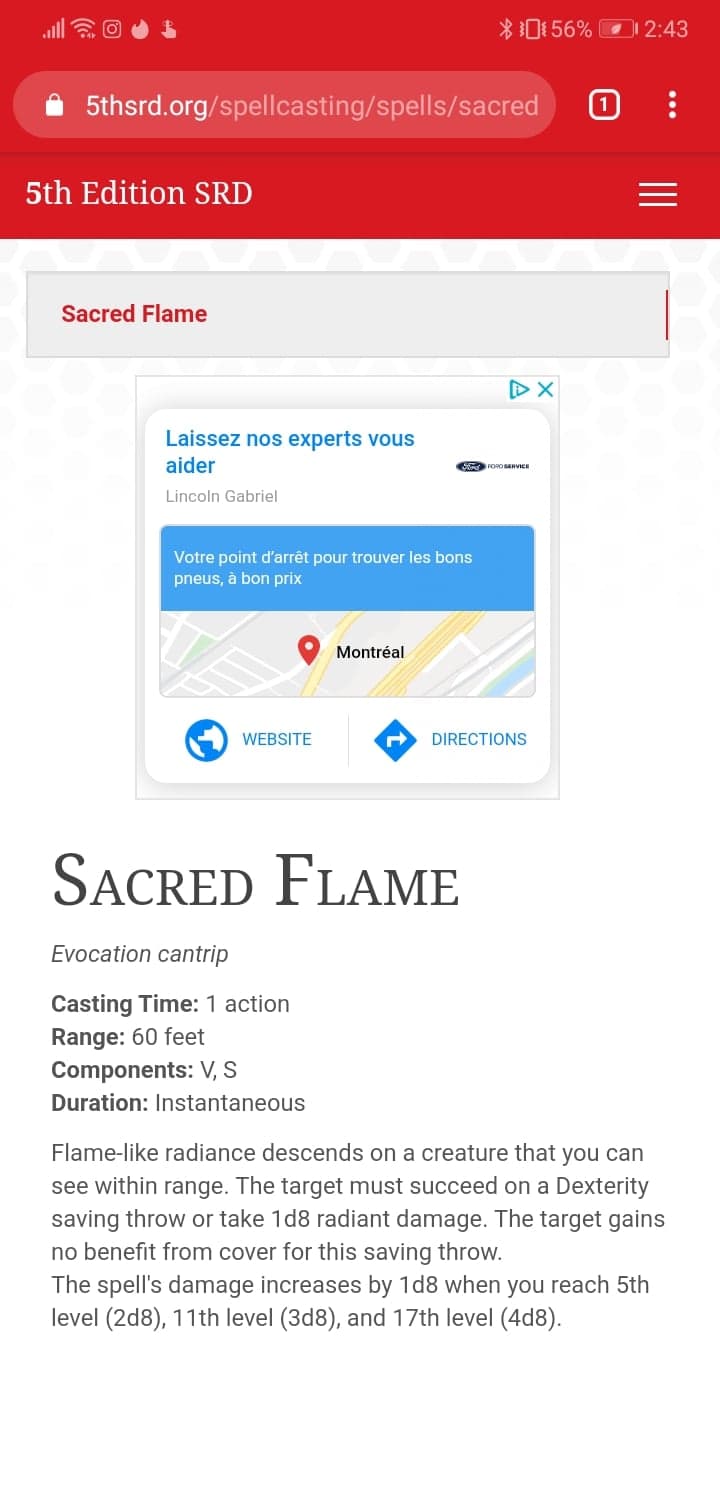 56% 2:43
5thsrd.org/spellcasting/spells/sacred
1
5th Edition SRD
Sacred Flame
Laissez nos experts vous
aider
Ford FORD SERVICE
Lincoln Gabriel
Votre point d'arrêt pour trouver les bons
pneus, à bon prix
Montréal
WEBSITE DIRECTIONS
SACRED FLAME
Evocation cantrip
Casting Time: 1 action
Range: 60 feet
Components: V, S
Duration: Instantaneous
Flame-like radiance descends on a creature that you can
see within range. The target must succeed on a Dexterity
saving throw or take 1d8 radiant damage. The target gains
no benefit from cover for this saving throw.
The spell's damage increases by 1d8 when you reach 5th
level (2d8), 11th level (3d8), and 17th level (4d8).